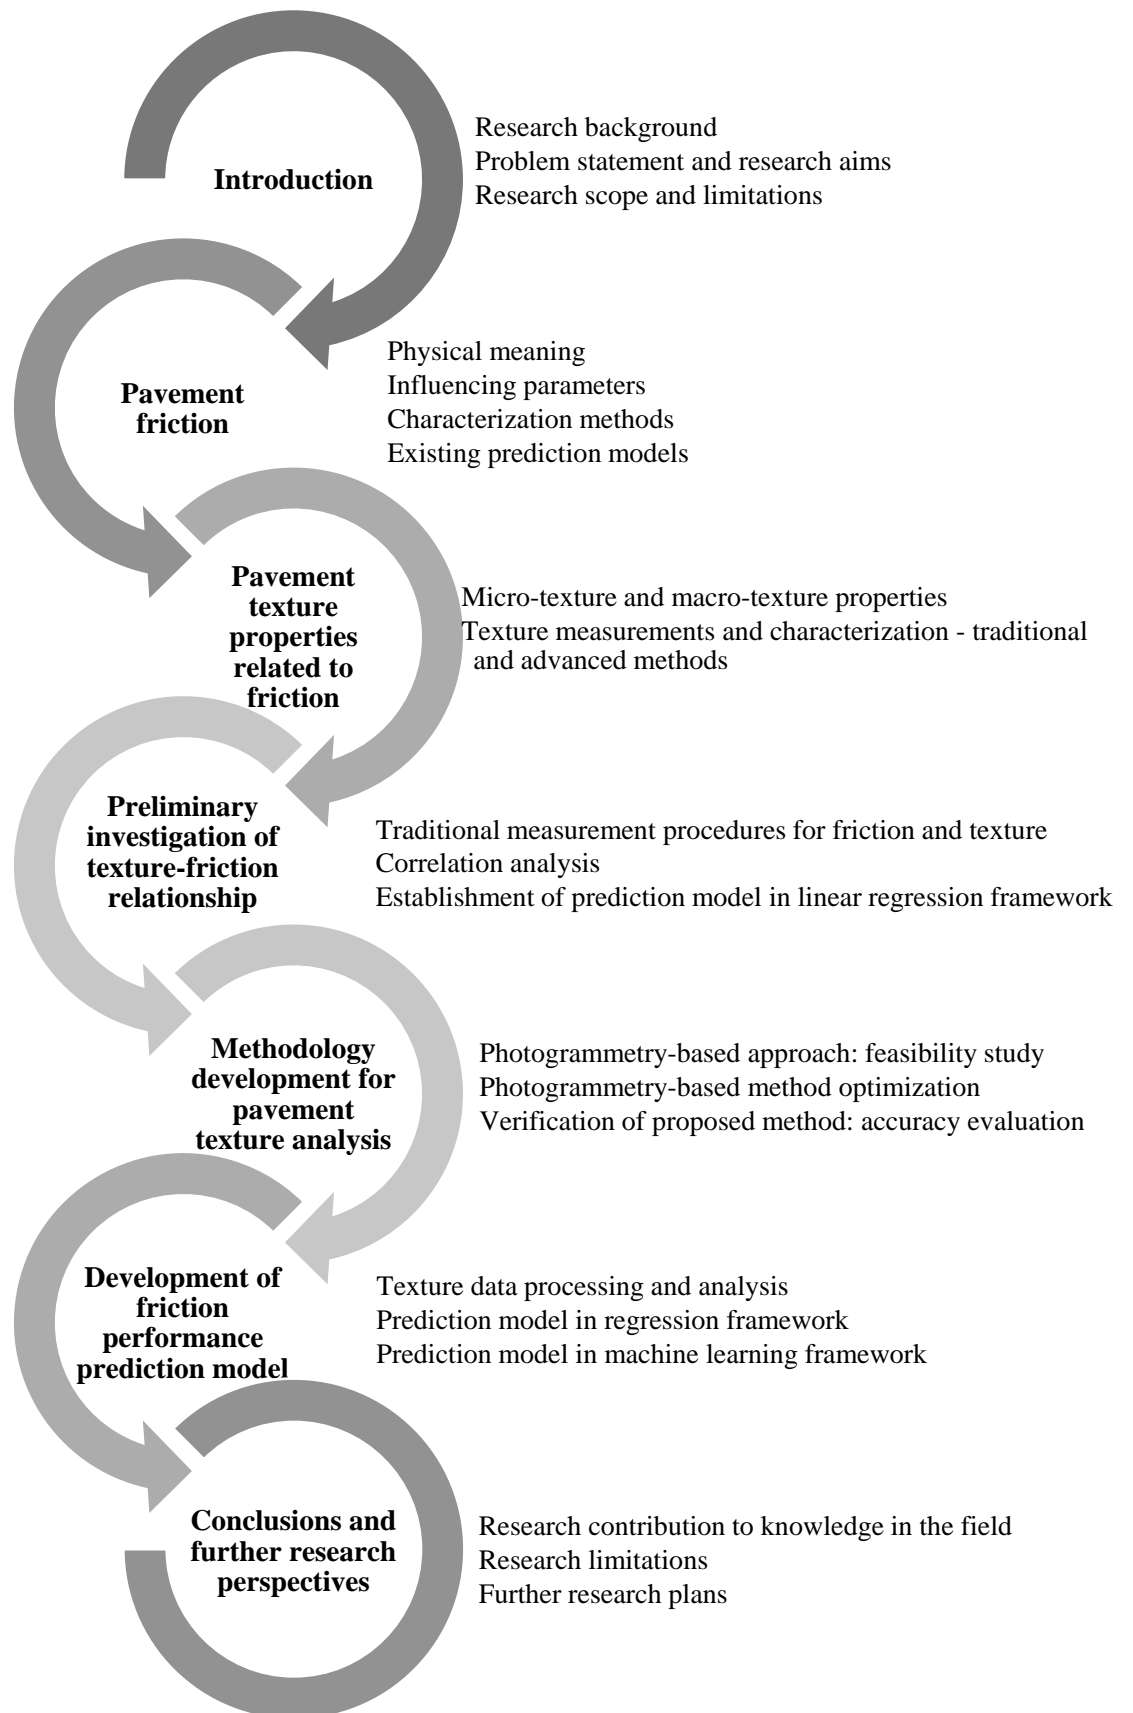 Introduction
Research background
Problem statement and research aims
Research scope and limitations
Pavement
friction
Physical meaning
Influencing parameters
Characterization methods
Existing prediction models
Pavement
texture
properties
related to
friction
Micro-texture and macro-texture properties
Texture measurements and characterization - traditional
and advanced methods
Preliminary
investigation of
texture-friction
relationship
Traditional measurement procedures for friction and texture
Correlation analysis
Establishment of prediction model in linear regression framework
Methodology
development for
pavement
texture analysis
Photogrammetry-based approach: feasibility study
Photogrammetry-based method optimization
Verification of proposed method: accuracy evaluation
Development of
friction
performance
prediction model
Texture data processing and analysis
Prediction model in regression framework
Prediction model in machine learning framework
Conclusions and
further research
perspectives
Research contribution to knowledge in the field
Research limitations
Further research plans